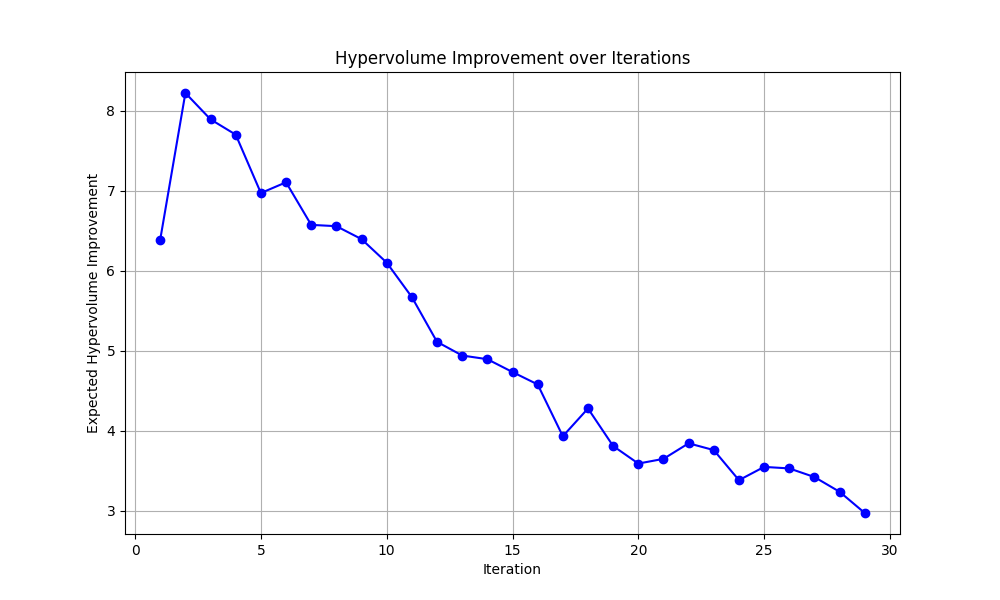 Hypervolume Improvement over Iterations
Expected Hypervolume Improvement
8
7
6
5
4
3
0 5 10 15 20 25 30
Iteration